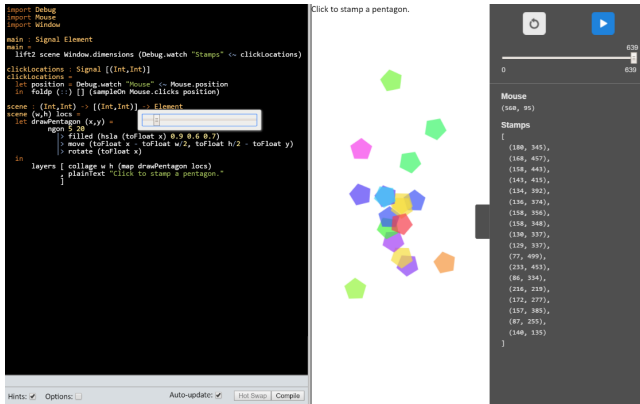 import Debug
import Mouse
import Window
main : Signal Element
main =
lift2 scene Window.dimensions (Debug.watch "Stamps" <~ clickLocations)
clickLocations : Signal [(Int,Int)]
clickLocations =
let position = Debug.watch "Mouse" <~ Mouse.position
in foldp (::) [] (sampleOn Mouse.clicks position)
scene : (Int,Int) -> [(Int,Int)] -> Element
scene (w,h) locs =
let drawPentagon (x,y) =
ngon 5 20
|> filled (hsla (toFloat x) 0.9 0.6 0.7)
|> move (toFloat x - toFloat w/2, toFloat h/2 - toFloat y)
|> rotate (toFloat x)
in
layers [ collage w h (map drawPentagon locs)
, plainText "Click to stamp a pentagon."
]
Hints:
Options:
Auto-update:
Hot Swap
Compile
Click to stamp a pentagon.
639
0
639
Mouse
(560, 95)
Stamps
[
(180, 345),
(168, 457),
(158, 443),
(143, 415),
(134, 392),
(136, 374),
(158, 356),
(158, 348),
(130, 337),
(129, 337),
(77, 499),
(233, 453),
(86, 334),
(216, 219),
(172, 277),
(157, 305),
(87, 255),
(140, 135)
]